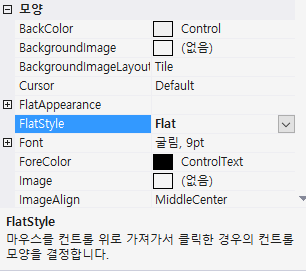 모양
BackColor Control
BackgroundImage (없음)
BackgroundImageLayout Tile
Cursor Default
FlatAppearance
FlatStyle Flat
Font 굴림, 9pt
ForeColor ControlText
Image (없음)
ImageAlign MiddleCenter
FlatStyle
마우스를 컨트롤 위로 가져가서 클릭한 경우의 컨트롤
모양을 결정합니다.